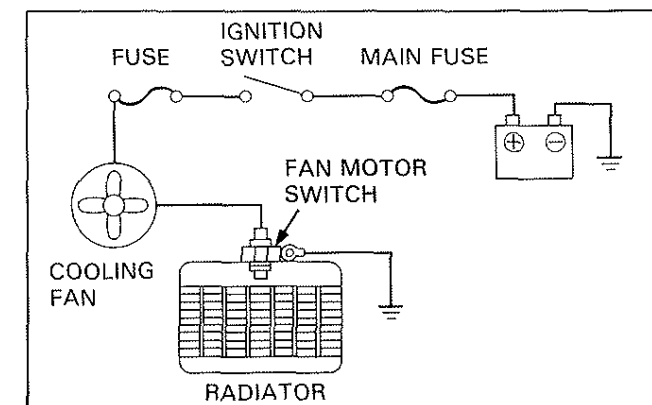 IGNITION
SWITCH
FUSE
MAIN FUSE
+
−
FAN MOTOR
SWITCH
COOLING
FAN
RADIATOR